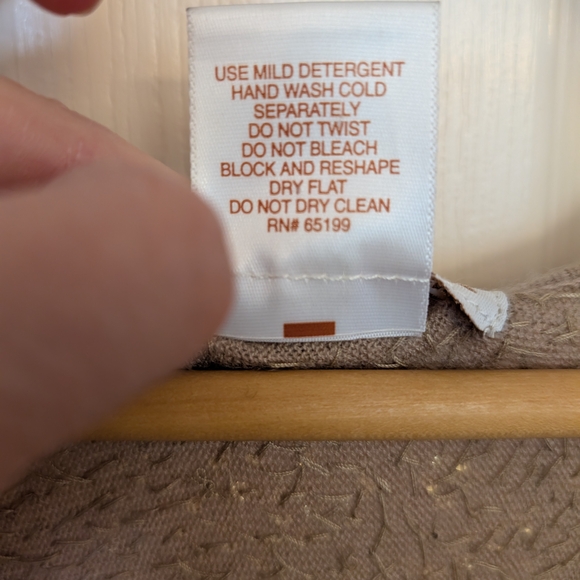 USE MILD DETERGENT
HAND WASH COLD
SEPARATELY
DO NOT TWIST
DO NOT BLEACH
BLOCK AND RESHAPE
DRY FLAT
DO NOT DRY CLEAN
RN# 65199